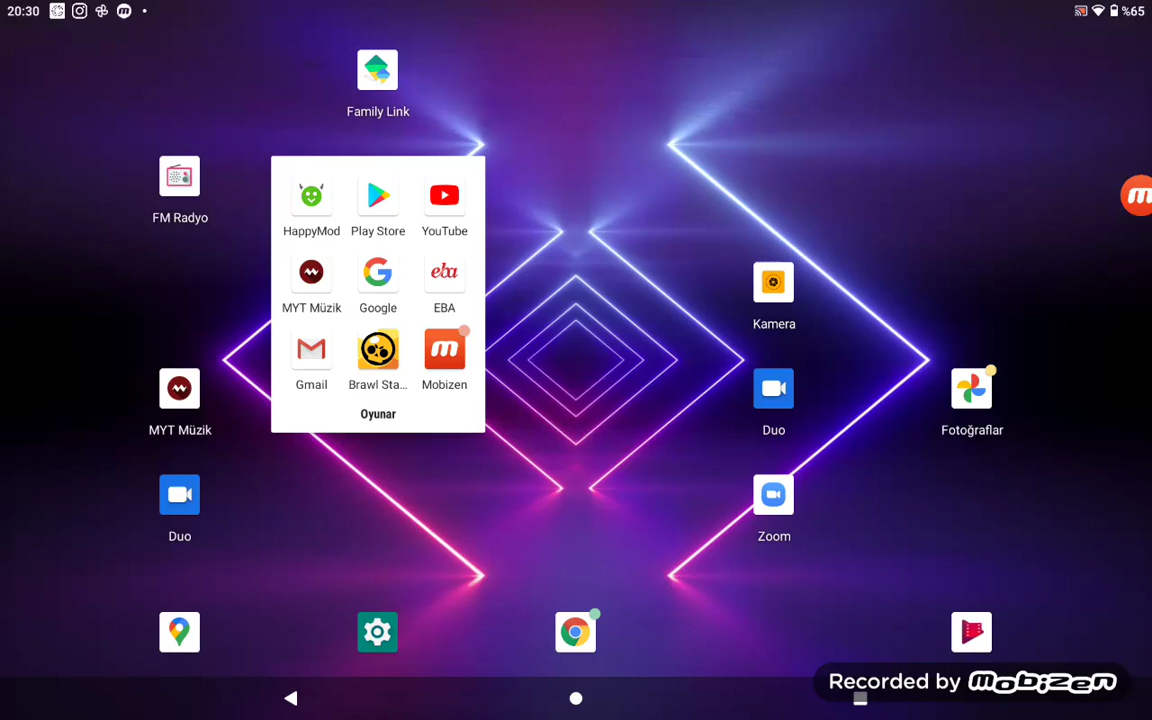 20:30
%65
Family Link
FM Radyo
HappyMod
Play Store
YouTube
MYT Müzik
Google
eba
EBA
Gmail
Brawl Sta...
Mobizen
Oyunar
Kamera
MYT Müzik
Duo
Fotoğraflar
Duo
Zoom
Recorded by mobizen